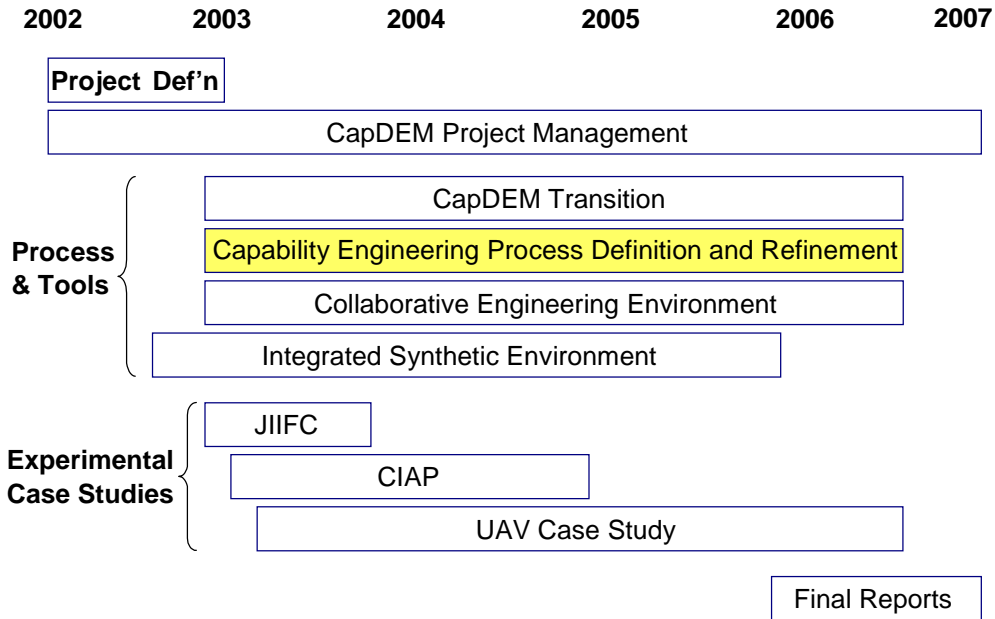 2002 2003 2004 2005 2006 2007
Project Def'n
CapDEM Project Management
CapDEM Transition
Process
& Tools
Capability Engineering Process Definition and Refinement
Collaborative Engineering Environment
Integrated Synthetic Environment
JIIFC
Experimental
Case Studies
CIAP
UAV Case Study
Final Reports